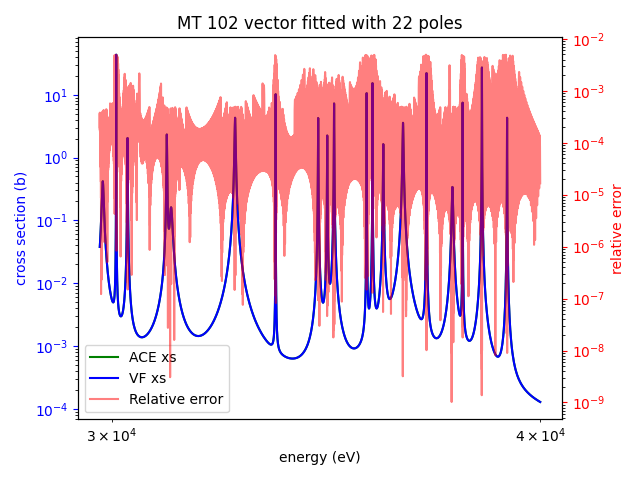 MT 102 vector fitted with 22 poles
cross section (b)
10¹
10⁰
10⁻¹
10⁻²
10⁻³
10⁻⁴
ACE xs
VF xs
Relative error
3 × 10⁴
4 × 10⁴
energy (eV)
10⁻²
10⁻³
10⁻⁴
10⁻⁵
10⁻⁶
10⁻⁷
10⁻⁸
10⁻⁹
relative error